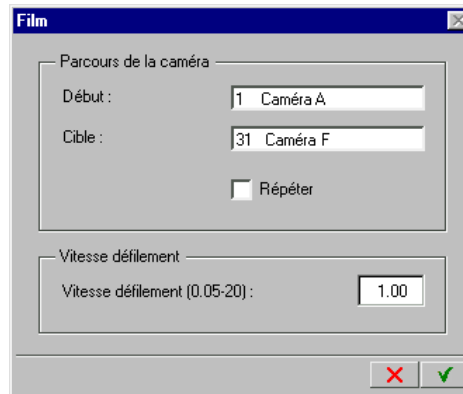 Film
Parcours de la caméra
Début : 1 Caméra A
Cible : 31 Caméra F
Répéter
Vitesse défilement
Vitesse défilement (0.05-20) : 1.00